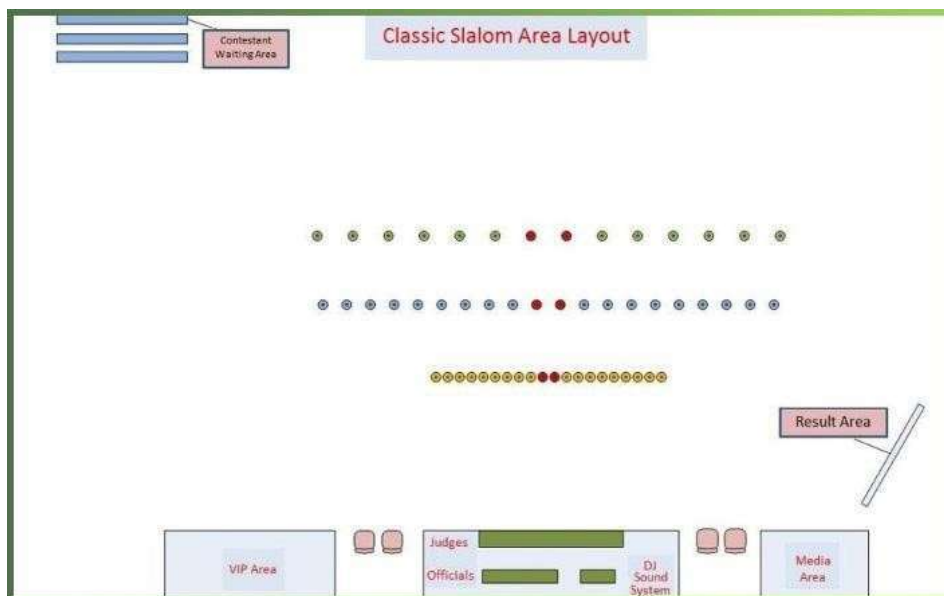 Classic Slalom Area Layout
Contestant
Waiting Area
Result Area
VIP Area
Judges
Officials
DJ
Sound
System
Media
Area